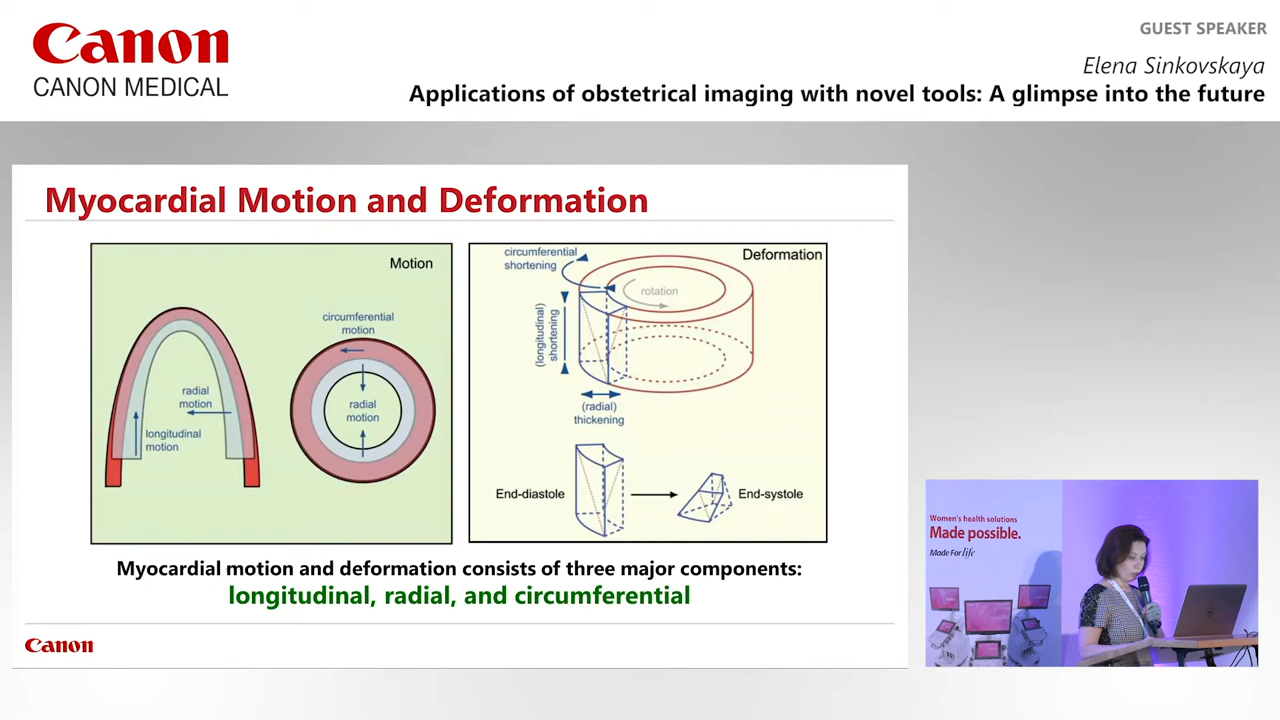 Canon
CANON MEDICAL
GUEST SPEAKER
Elena Sinkovskaya
Applications of obstetrical imaging with novel tools: A glimpse into the future
Myocardial Motion and Deformation
Motion
circumferential
motion
radial
motion
radial
motion
longitudinal
motion
Deformation
circumferential
shortening
rotation
(longitudinal)
shortening
(radial)
thickening
End-diastole
End-systole
Myocardial motion and deformation consists of three major components:
longitudinal, radial, and circumferential
Canon
Women's health solutions
Made possible.
Made For life